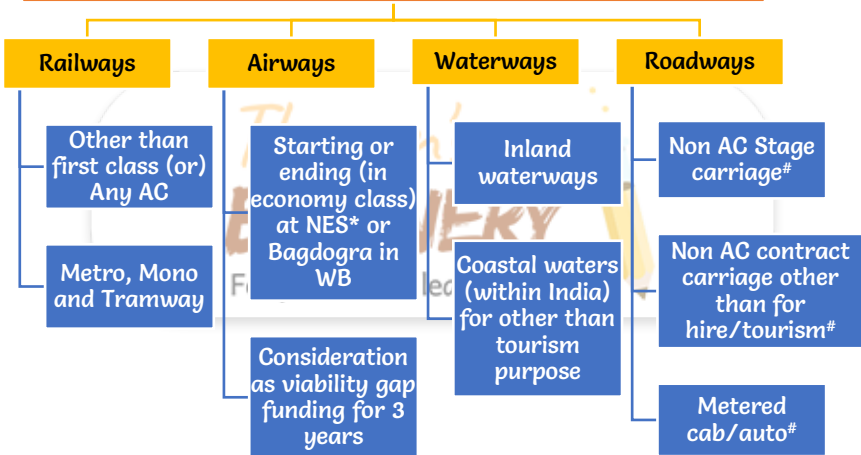 Railways
Other than
first class (or)
Any AC
Metro, Mono
and Tramway
Airways
Starting or
ending (in
economy class)
at NES* or
Bagdogra in
WB
Consideration
as viability gap
funding for 3
years
Waterways
Inland
waterways
Coastal waters
(within India)
for other than
tourism
purpose
Roadways
Non AC Stage
carriage#
Non AC contract
carriage other
than for
hire/tourism#
Metered
cab/auto#